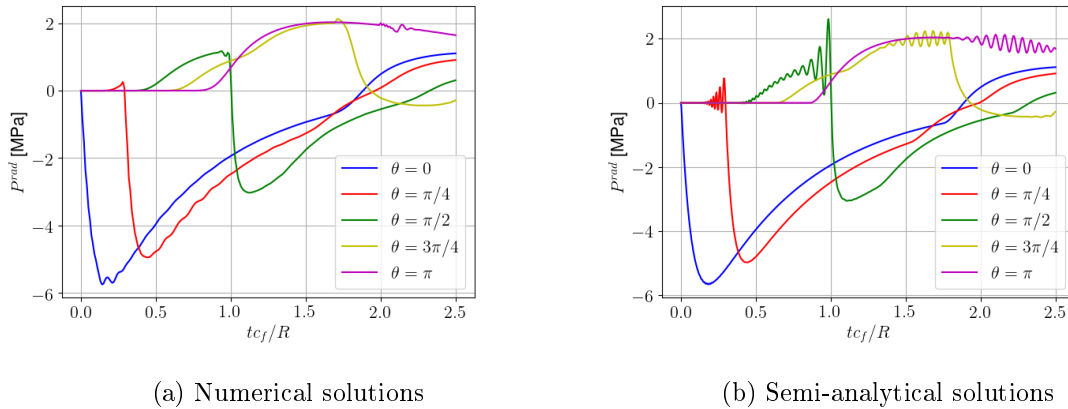 2
0
−2
−4
−6
P^{rad} [MPa]
0.0 0.5 1.0 1.5 2.0 2.5
tc_f/R
θ = 0
θ = π/4
θ = π/2
θ = 3π/4
θ = π
(a) Numerical solutions
2
0
−2
−4
−6
P^{rad} [MPa]
0.0 0.5 1.0 1.5 2.0 2.5
tc_f/R
θ = 0
θ = π/4
θ = π/2
θ = 3π/4
θ = π
(b) Semi-analytical solutions